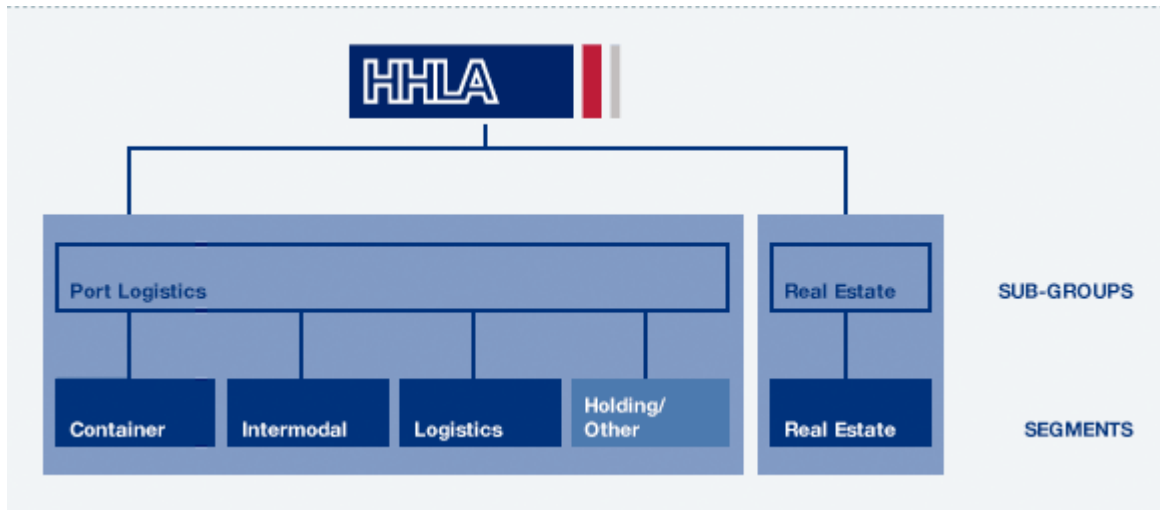 HHLA
Port Logistics
Real Estate
SUB-GROUPS
Container
Intermodal
Logistics
Holding/
Other
Real Estate
SEGMENTS